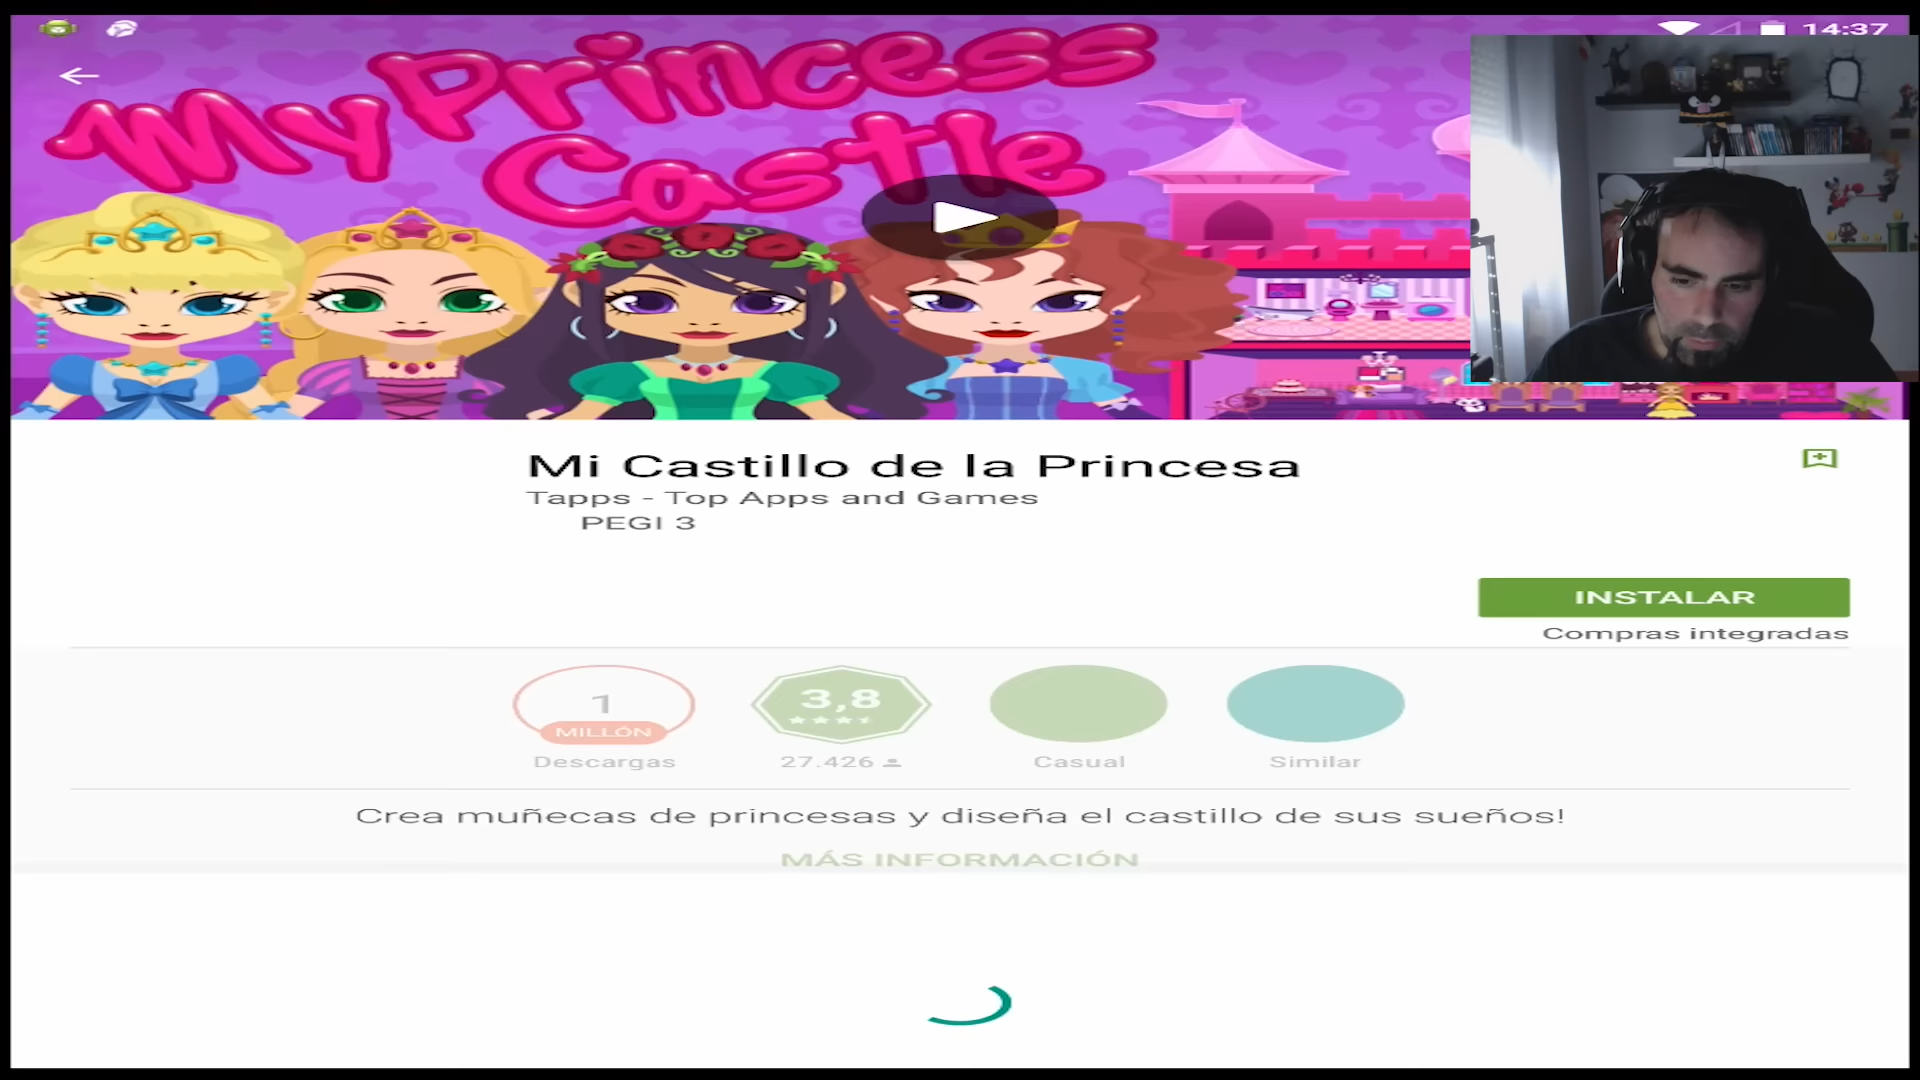 14:37
My Princess
Castle
Mi Castillo de la Princesa
Tapps - Top Apps and Games
PEGI 3
INSTALAR
Compras integradas
1
MILLÓN
3,8
Descargas
27.426
Casual
Similar
Crea muñecas de princesas y diseña el castillo de sus sueños!
MÁS INFORMACIÓN